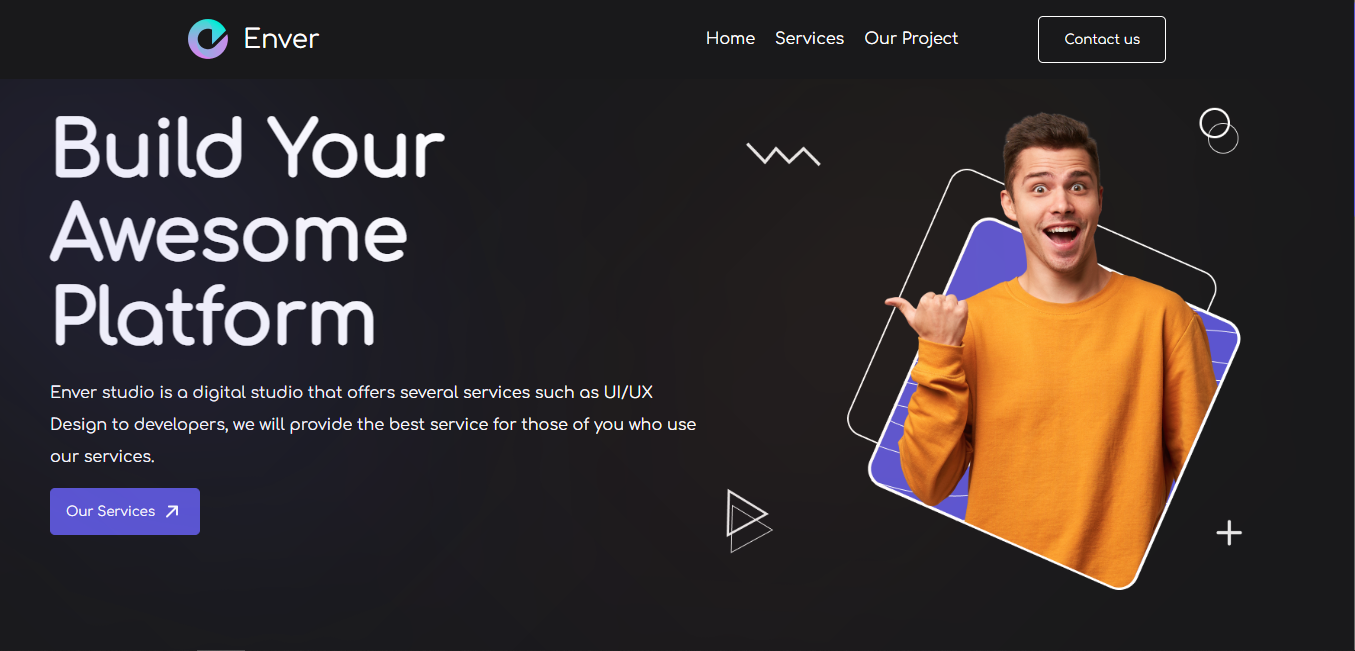 Enver
Home Services Our Project
Contact us
Build Your
Awesome
Platform
Enver studio is a digital studio that offers several services such as UI/UX
Design to developers, we will provide the best service for those of you who use
our services.
Our Services